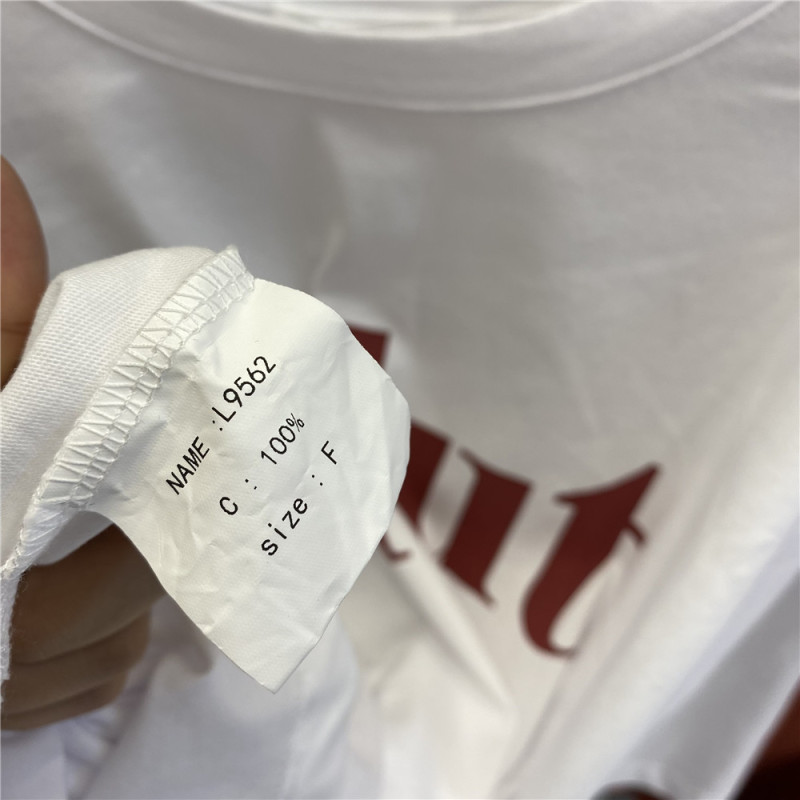 NAME :L9562
C : 100%
size : F